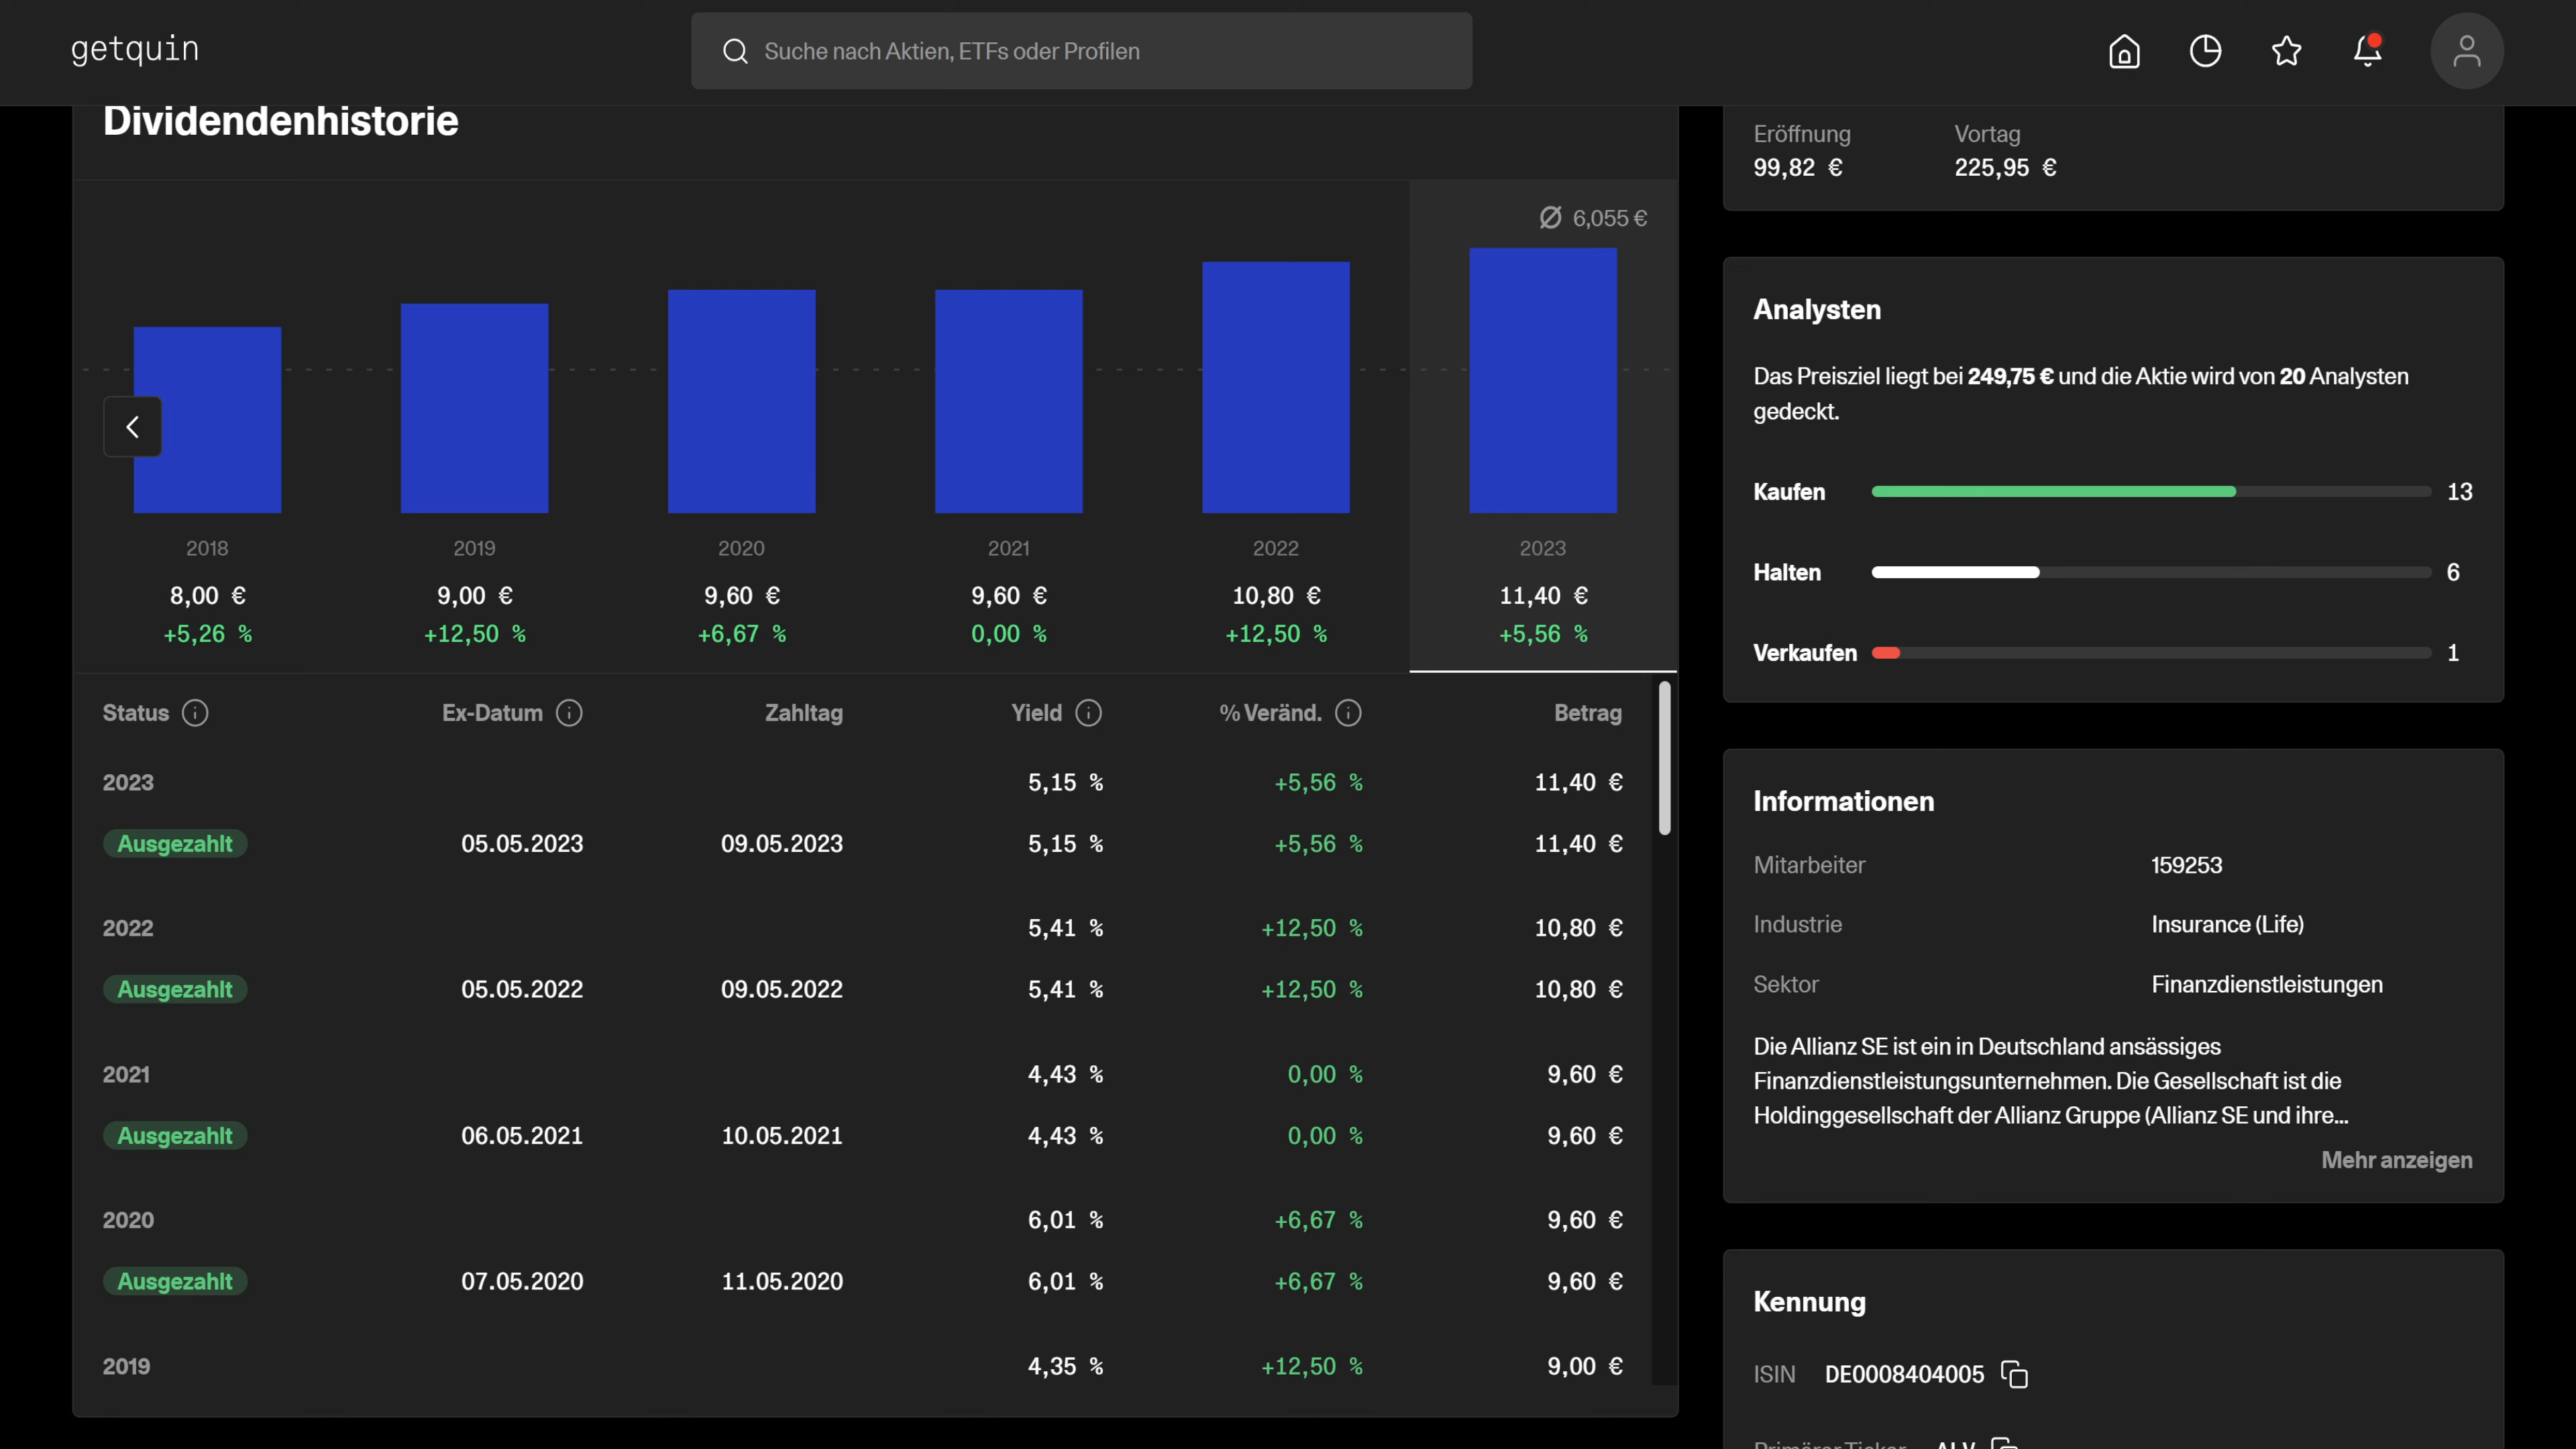 getquin
Suche nach Aktien, ETFs oder Profilen
Dividendenhistorie
Ø 6,055 €
2018 2019 2020 2021 2022 2023
8,00 € 9,00 € 9,60 € 9,60 € 10,80 € 11,40 €
+5,26 % +12,50 % +6,67 % 0,00 % +12,50 % +5,56 %
Status Ex-Datum Zahltag Yield % Veränd. Betrag
2023 5,15 % +5,56 % 11,40 €
Ausgezahlt 05.05.2023 09.05.2023 5,15 % +5,56 % 11,40 €
2022 5,41 % +12,50 % 10,80 €
Ausgezahlt 05.05.2022 09.05.2022 5,41 % +12,50 % 10,80 €
2021 4,43 % 0,00 % 9,60 €
Ausgezahlt 06.05.2021 10.05.2021 4,43 % 0,00 % 9,60 €
2020 6,01 % +6,67 % 9,60 €
Ausgezahlt 07.05.2020 11.05.2020 6,01 % +6,67 % 9,60 €
2019 4,35 % +12,50 % 9,00 €
Eröffnung Vortag
99,82 € 225,95 €
Analysten
Das Preisziel liegt bei 249,75 € und die Aktie wird von 20 Analysten
gedeckt.
Kaufen 13
Halten 6
Verkaufen 1
Informationen
Mitarbeiter 159253
Industrie Insurance (Life)
Sektor Finanzdienstleistungen
Die Allianz SE ist ein in Deutschland ansässiges
Finanzdienstleistungsunternehmen. Die Gesellschaft ist die
Holdinggesellschaft der Allianz Gruppe (Allianz SE und ihre...
Mehr anzeigen
Kennung
ISIN DE0008404005
Primärer Ticker ALV